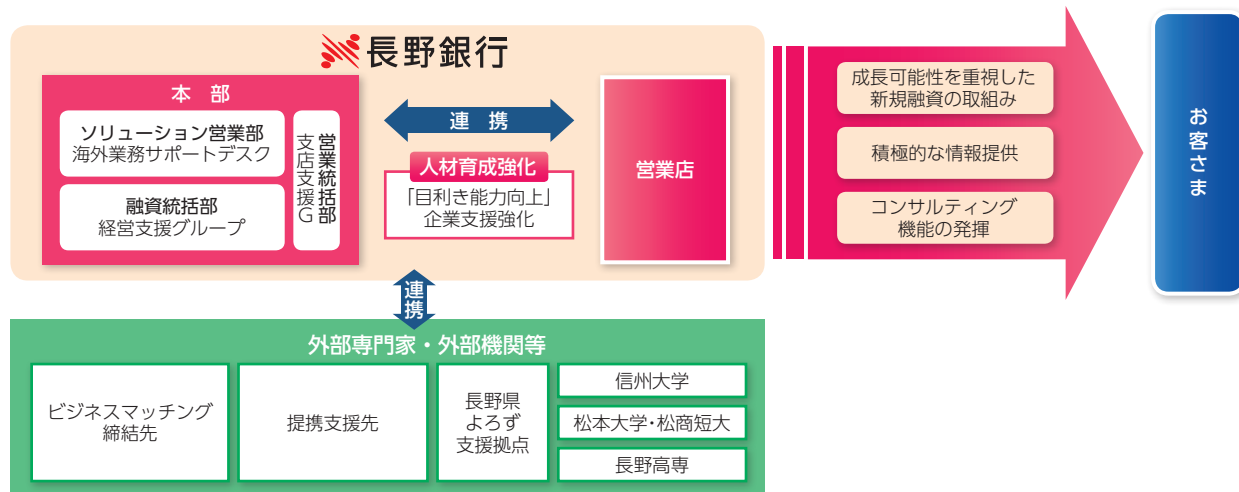 長野銀行
本 部
ソリューション営業部
海外業務サポートデスク
融資統括部
経営支援グループ
営業統括部
支店支援G
連 携
人材育成強化
「目利き能力向上」
企業支援強化
営業店
成長可能性を重視した
新規融資の取組み
積極的な情報提供
コンサルティング
機能の発揮
お客さま
連携
外部専門家・外部機関等
ビジネスマッチング
締結先
提携支援先
長野県
よろず
支援拠点
信州大学
松本大学・松商短大
長野高専